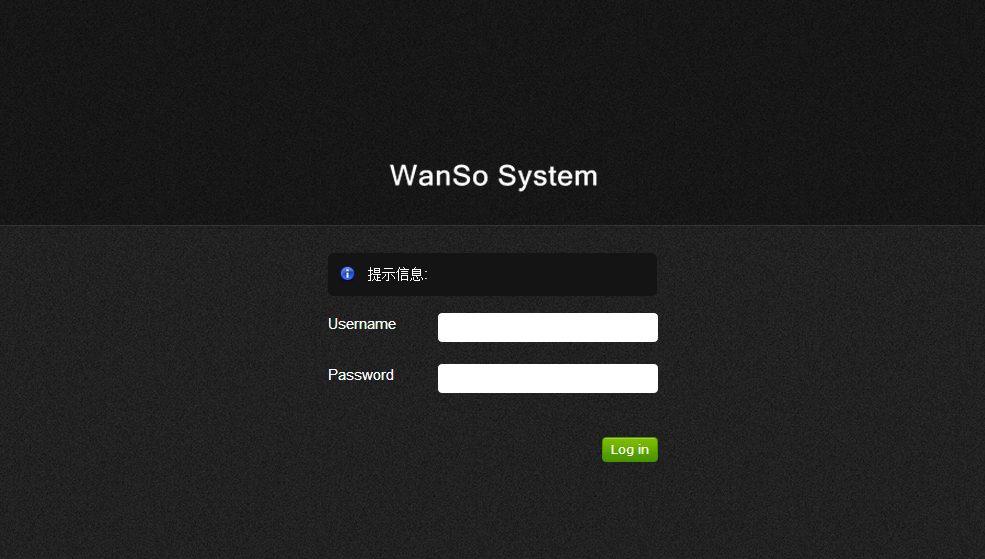 WanSo System
提示信息:
Username
Password
Log in